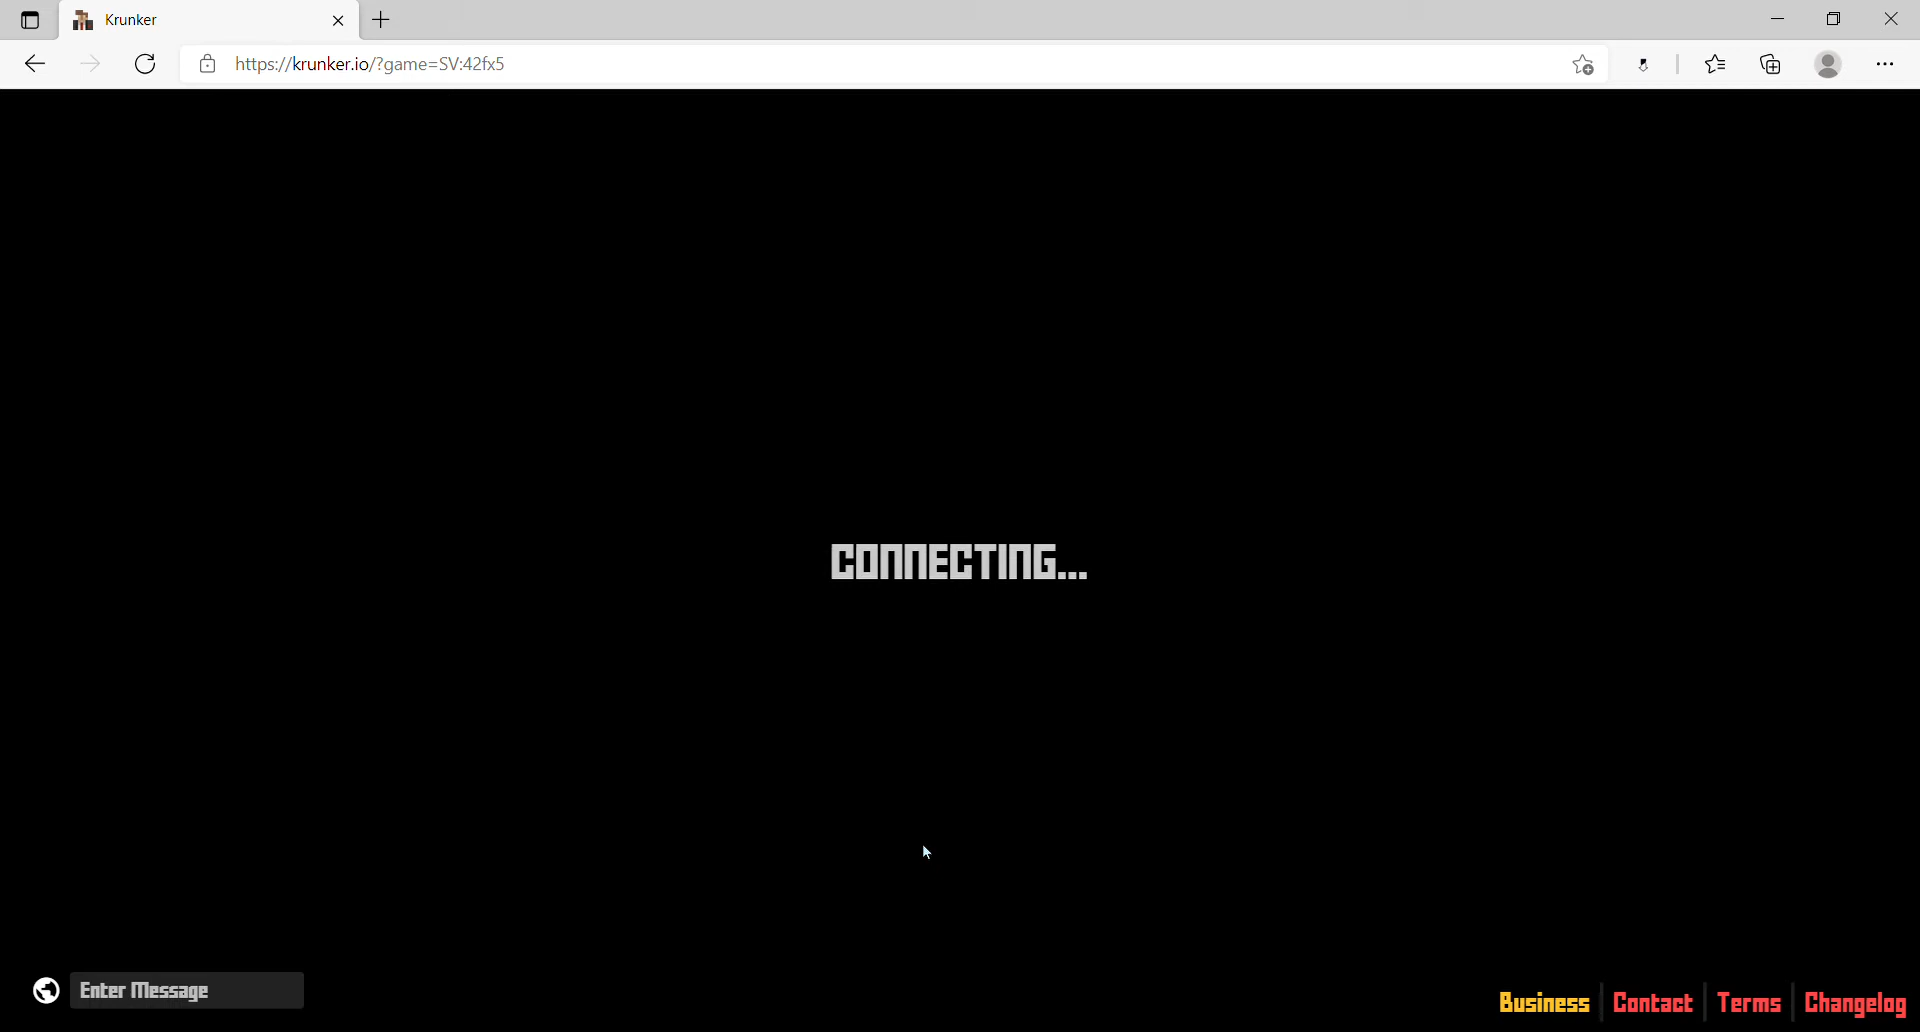 Krunker
https://krunker.io/?game=SV:42fx5
CONNECTING...
Enter Message
Business
Contact
Terms
Changelog